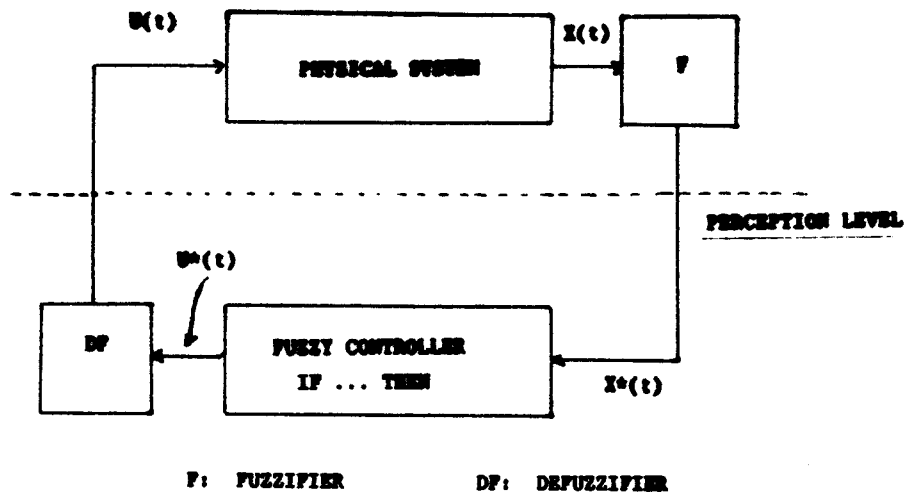 U(t)
X(t)
PHYSICAL SYSTEM
F
PERCEPTION LEVEL
U*(t)
DF
FUZZY CONTROLLER
IF ... THEN
X*(t)
F: FUZZIFIER
DF: DEFUZZIFIER